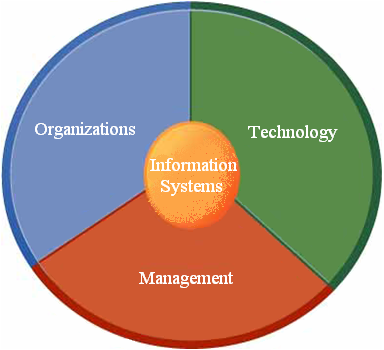 Organizations
Technology
Information
Systems
Management